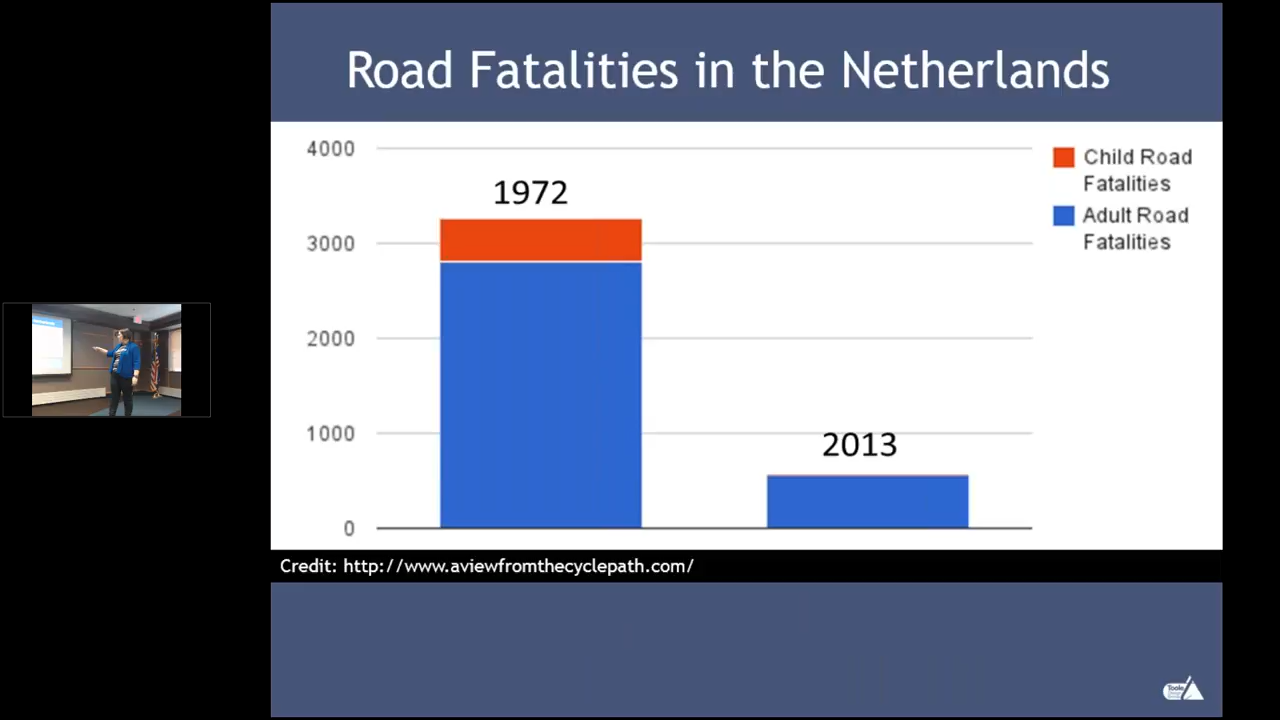 Road Fatalities in the Netherlands
4000
3000
2000
1000
0
1972
2013
Child Road
Fatalities
Adult Road
Fatalities
Credit: http://www.aviewfromthecyclepath.com/
Toole